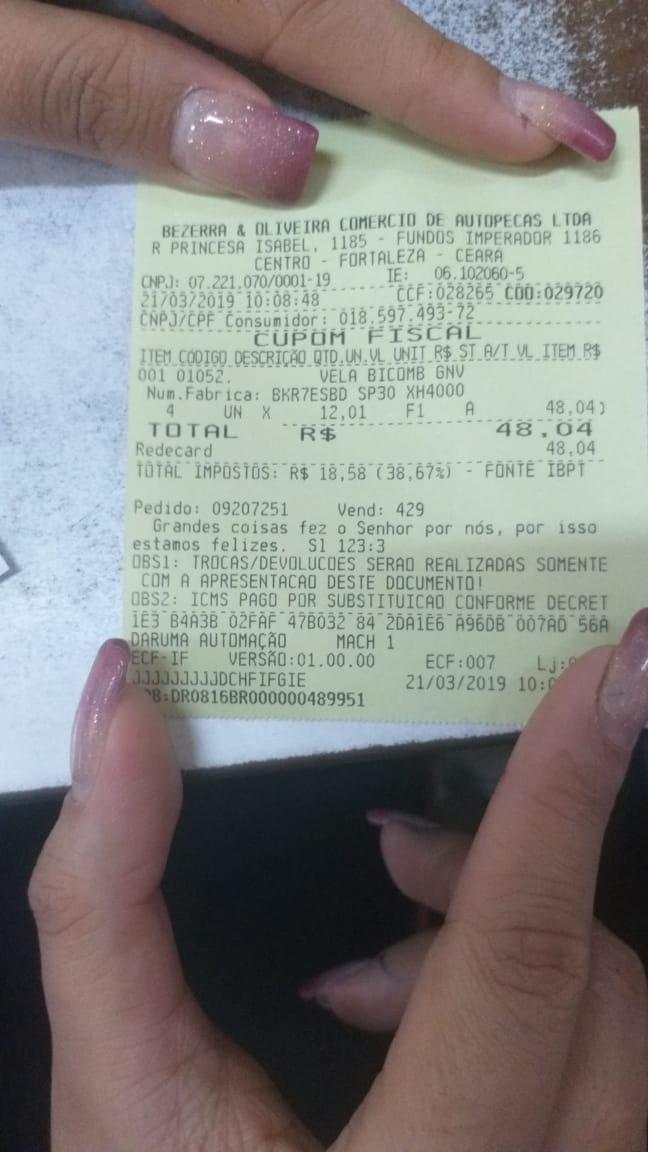 BEZERRA & OLIVEIRA COMERCIO DE AUTOPECAS LTDA
R PRINCESA ISABEL, 1185 - FUNDOS IMPERADOR 1186
CENTRO - FORTALEZA - CEARA
CNPJ: 07.221.070/0001-19 IE: 06.102060-5
21/03/2019 10:08:48 CCF:028265 COO:029720
CNPJ/CPF Consumidor: 018.597.493-72
CUPOM FISCAL
ITEM CÓDIGO DESCRIÇÃO QTD.UN.VL UNIT R$ ST A/T VL ITEM R$
001 01052. VELA BICOMB GNV
Num.Fabrica: BKR7ESBD SP30 XH4000
4 UN X 12,01 F1 A 48,04)
TOTAL R$ 48,04
Redecard 48,04
TOTAL IMPOSTOS: R$ 18,58 (38,67%) - FONTE IBPT
Pedido: 09207251 Vend: 429
Grandes coisas fez o Senhor por nós, por isso
estamos felizes. Sl 123:3
OBS1: TROCAS/DEVOLUCOES SERAO REALIZADAS SOMENTE
COM A APRESENTACAO DESTE DOCUMENTO!
OBS2: ICMS PAGO POR SUBSTITUICAO CONFORME DECRET
1E3 B4A3B 02FAF 47B032 84 2DA1E6 A96DB 007AD 56A
DARUMA AUTOMAÇÃO MACH 1
ECF-IF VERSÃO:01.00.00 ECF:007 Lj:
JJJJJJJJJDCHFIFGIE 21/03/2019 10:0
B:DR0816BR000000489951